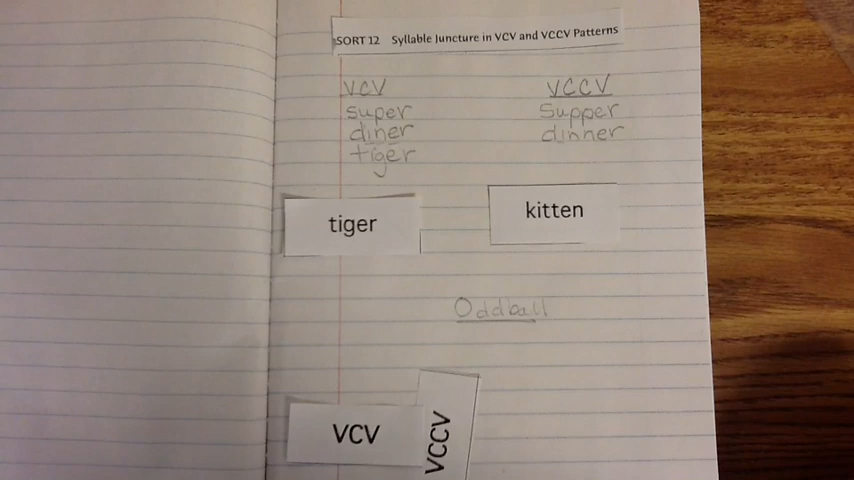 SORT 12 Syllable Juncture in VCV and VCCV Patterns
VCV VCCV
super Supper
diner dinner
tiger
tiger kitten
Oddball
VCV VCCV